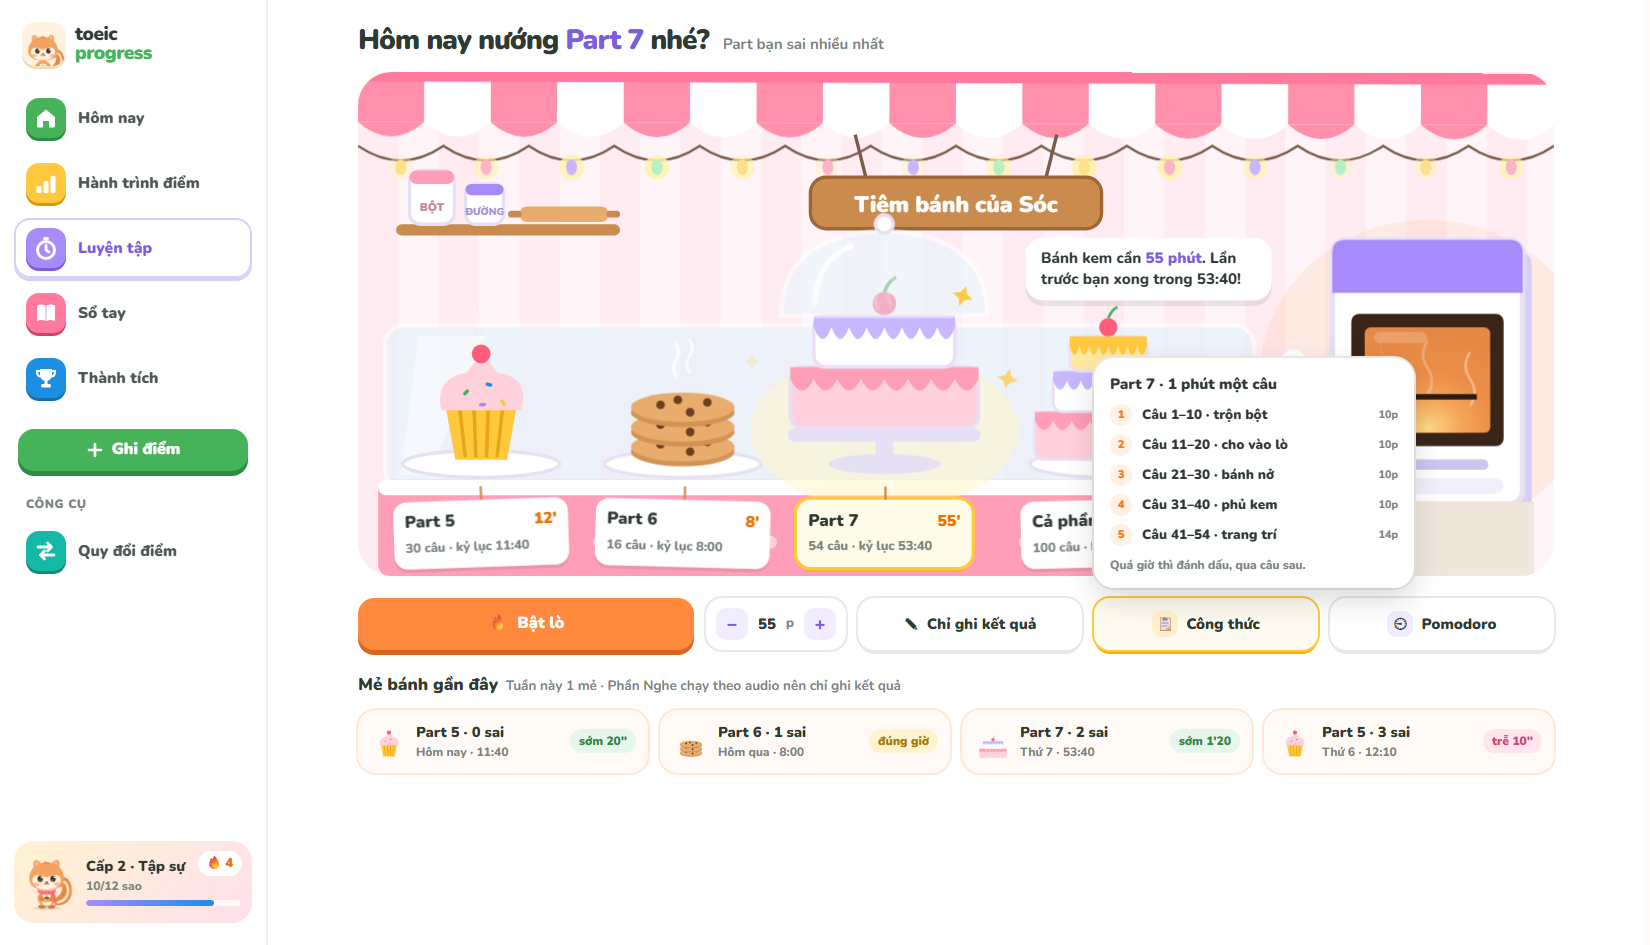 toeic
progress
Hôm nay
Hành trình điểm
Luyện tập
Sổ tay
Thành tích
+ Ghi điểm
CÔNG CỤ
Quy đổi điểm
Cấp 2 · Tập sự
4
10/12 sao
Hôm nay nướng Part 7 nhé? Part bạn sai nhiều nhất
BỘT
ĐƯỜNG
Tiệm bánh của Sóc
Bánh kem cần 55 phút. Lần
trước bạn xong trong 53:40!
Part 5 12'
30 câu · kỷ lục 11:40
Part 6 8'
16 câu · kỷ lục 8:00
Part 7 55'
54 câu · kỷ lục 53:40
Cả phần
100 câu ·
Part 7 · 1 phút một câu
1 Câu 1–10 · trộn bột 10p
2 Câu 11–20 · cho vào lò 10p
3 Câu 21–30 · bánh nở 10p
4 Câu 31–40 · phủ kem 10p
5 Câu 41–54 · trang trí 14p
Quá giờ thì đánh dấu, qua câu sau.
Bật lò
− 55 p +
Chỉ ghi kết quả
Công thức
Pomodoro
Mẻ bánh gần đây Tuần này 1 mẻ · Phần Nghe chạy theo audio nên chỉ ghi kết quả
Part 5 · 0 sai
Hôm nay · 11:40
sớm 20"
Part 6 · 1 sai
Hôm qua · 8:00
đúng giờ
Part 7 · 2 sai
Thứ 7 · 53:40
sớm 1'20
Part 5 · 3 sai
Thứ 6 · 12:10
trễ 10"